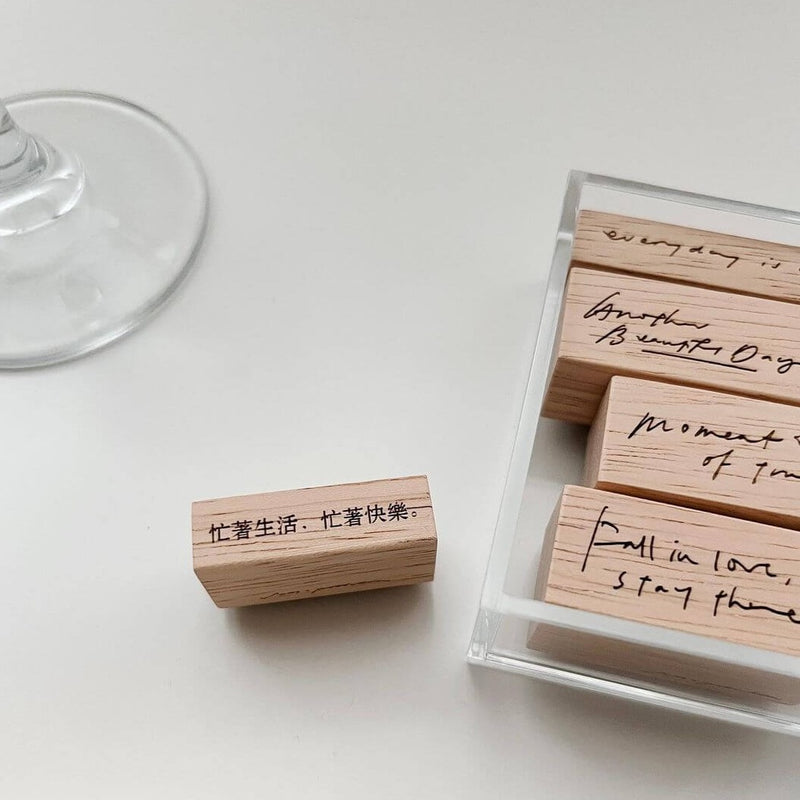 忙著生活，忙著快樂。
everyday is
Another
Beautiful Day
Moment
of
Fall in love,
stay there